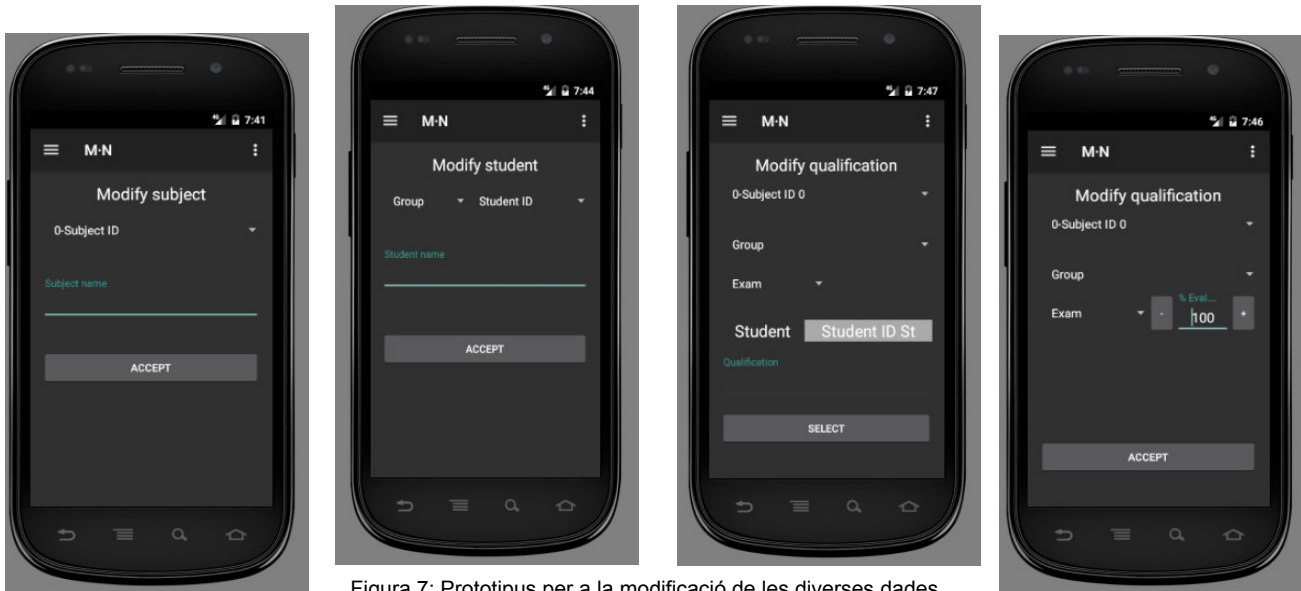 7:41
M·N
Modify subject
0-Subject ID
Subject name
ACCEPT
7:44
M·N
Modify student
Group Student ID
Student name
ACCEPT
7:47
M·N
Modify qualification
0-Subject ID 0
Group
Exam
Student Student ID St
Qualification
SELECT
7:46
M·N
Modify qualification
0-Subject ID 0
Group
% Eval...
Exam - 100 +
ACCEPT
Figura 7: Prototipus per a la modificació de les diverses dades